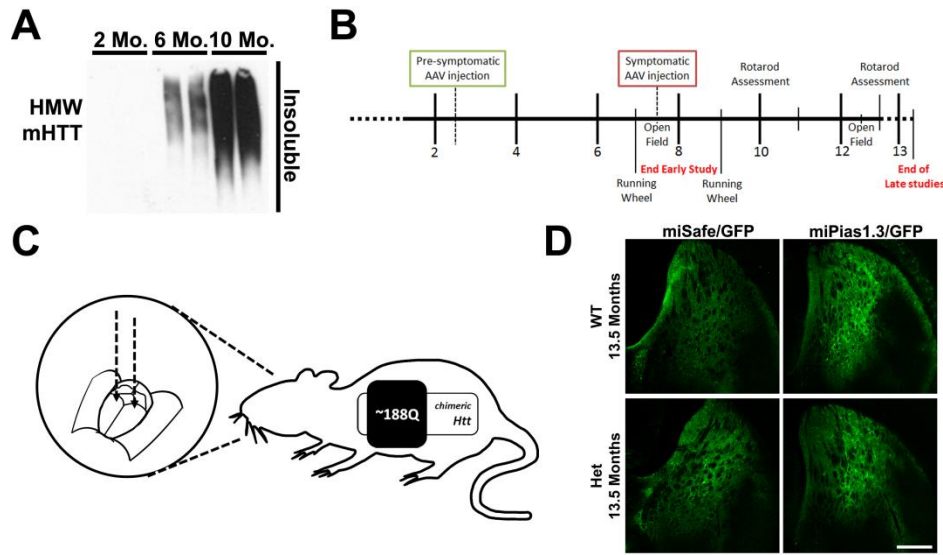 A
2 Mo. 6 Mo. 10 Mo.
HMW
mHTT
Insoluble
B
Pre-symptomatic
AAV injection
Symptomatic
AAV injection
Rotarod
Assessment
Rotarod
Assessment
Open
Field
Open
Field
2 4 6 8 10 12 13
End Early Study
End of
Late studies
Running
Wheel
Running
Wheel
C
~188Q
chimeric
Htt
D
miSafe/GFP miPias1.3/GFP
WT
13.5 Months
Het
13.5 Months